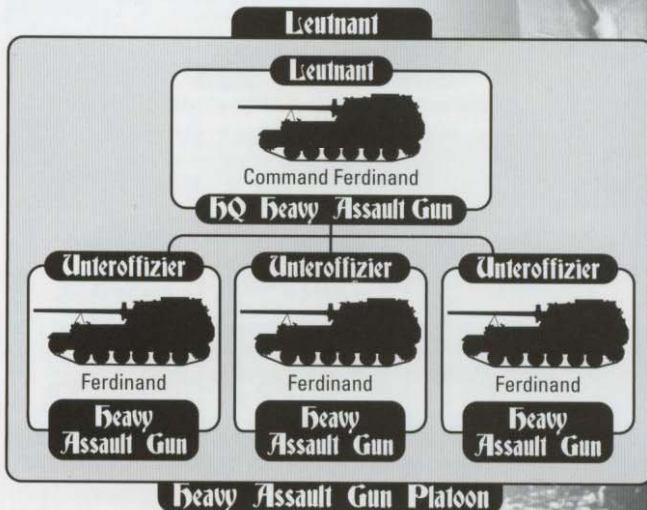 Leutnant
Leutnant
Command Ferdinand
HQ Heavy Assault Gun
Unteroffizier Unteroffizier Unteroffizier
Ferdinand Ferdinand Ferdinand
Heavy Heavy Heavy
Assault Gun Assault Gun Assault Gun
Heavy Assault Gun Platoon